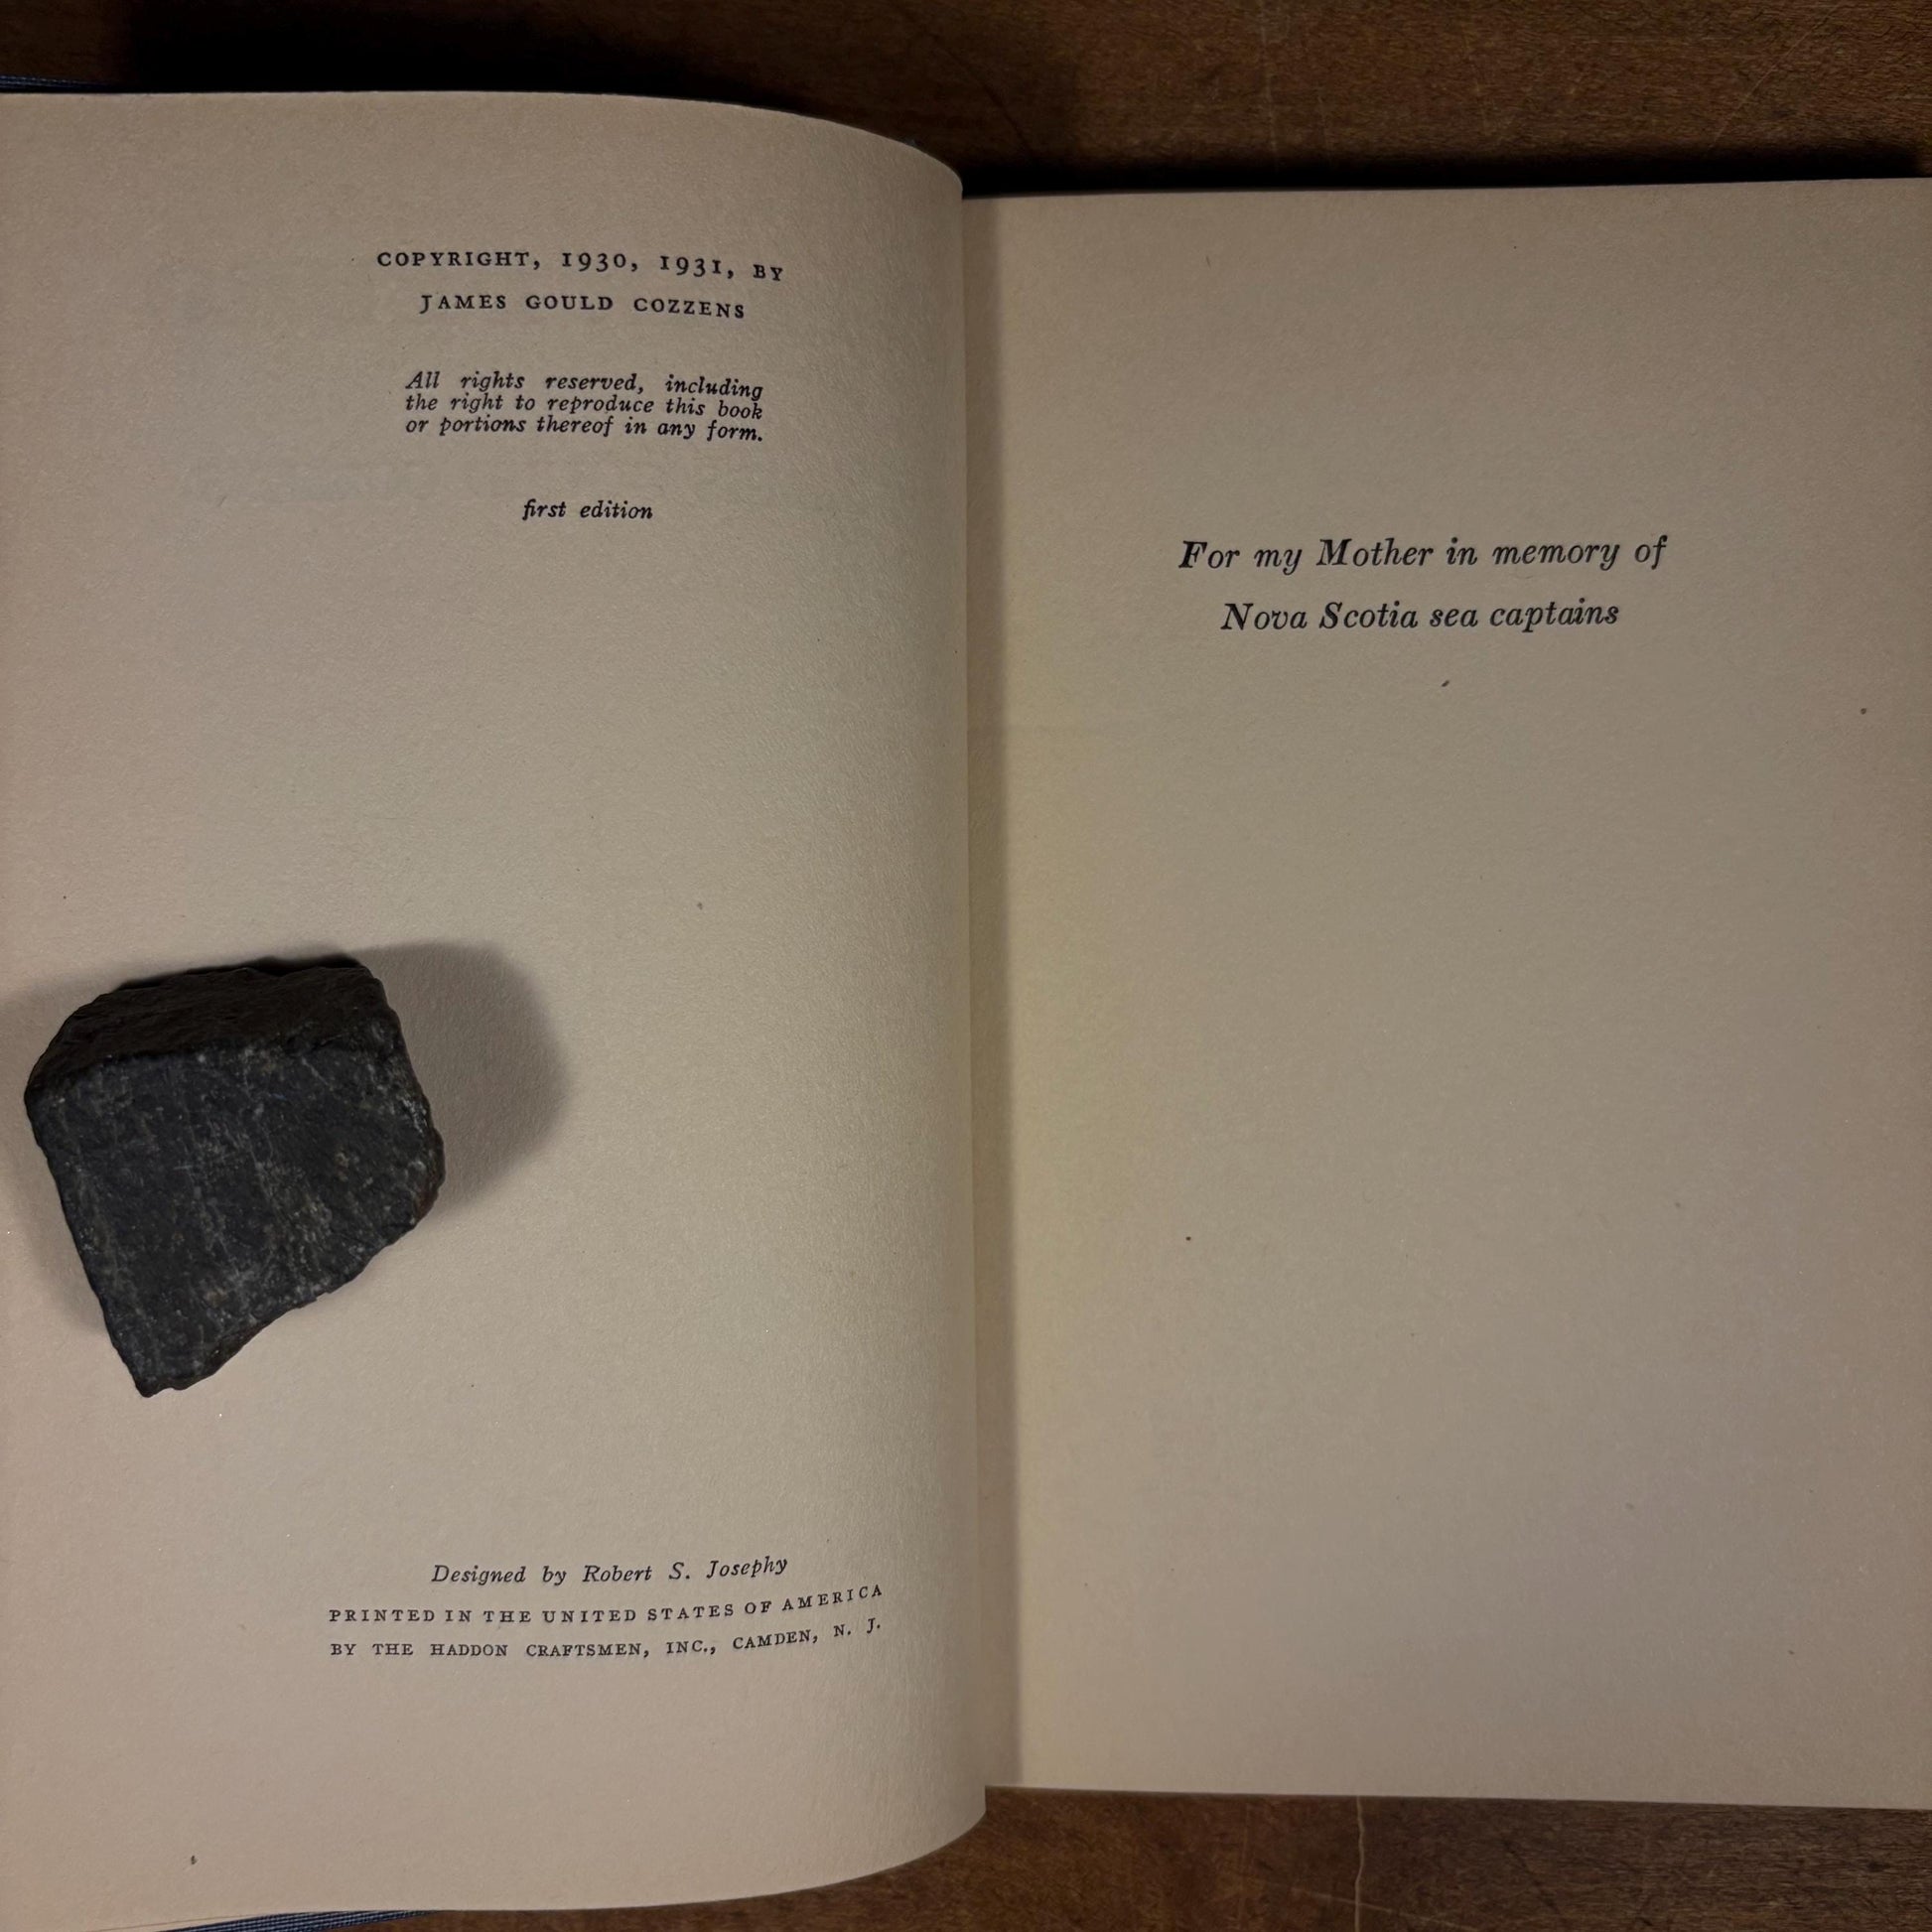 COPYRIGHT, 1930, 1931, BY
JAMES GOULD COZZENS
All rights reserved, including
the right to reproduce this book
or portions thereof in any form.
first edition
Designed by Robert S. Josephy
PRINTED IN THE UNITED STATES OF AMERICA
BY THE HADDON CRAFTSMEN, INC., CAMDEN, N. J.
For my Mother in memory of
Nova Scotia sea captains